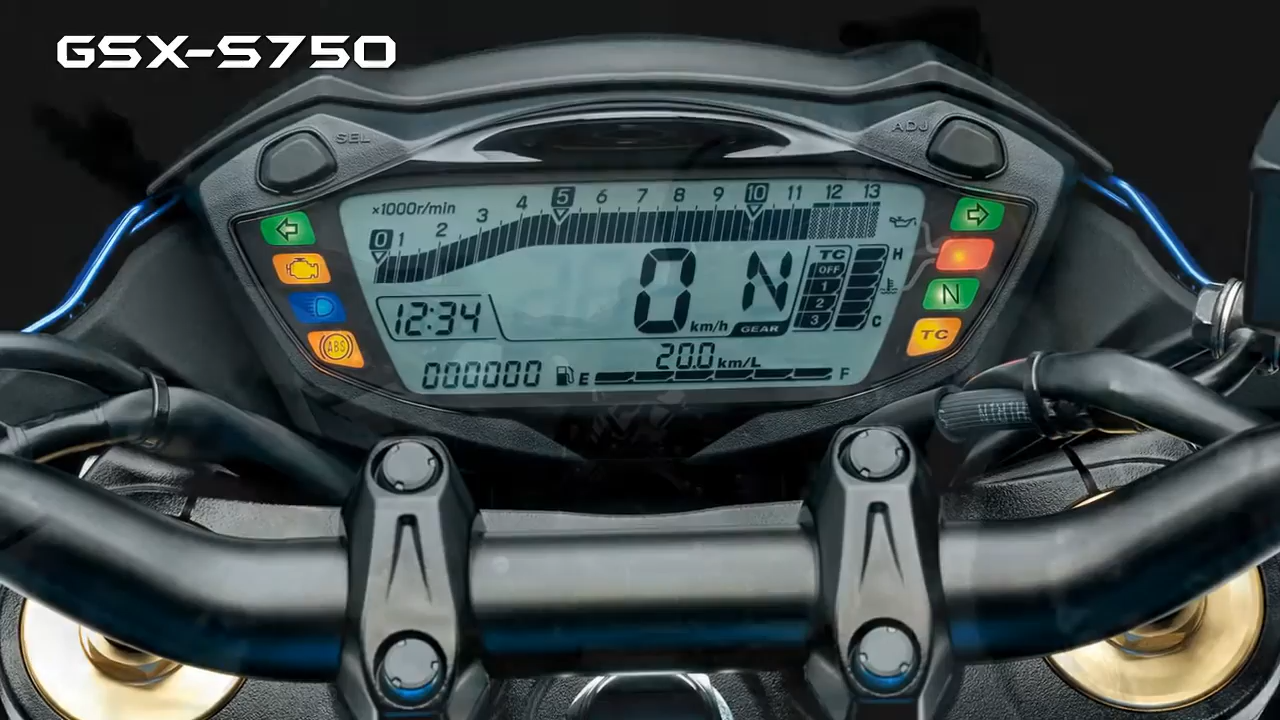 GSX-S750
SEL
ADJ
×1000r/min
0 1 2 3 4 5 6 7 8 9 10 11 12 13
12:34
0 km/h
N
GEAR
TC
OFF
1
2
3
H
C
20.0 km/L
000000
E
F
ABS
N
TC